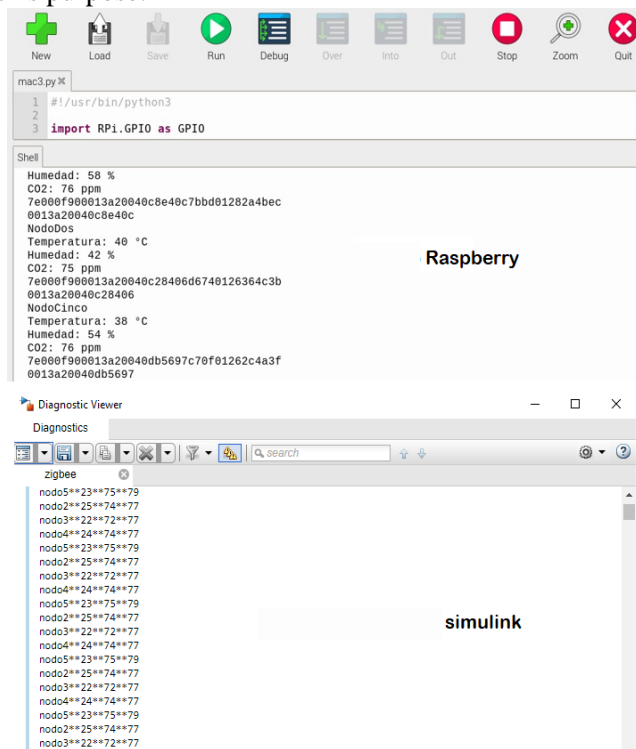 New Load Save Run Debug Over Into Out Stop Zoom Quit
mac3.py
1 #!/usr/bin/python3
2
3 import RPi.GPIO as GPIO
Shell
Humedad: 58 %
CO2: 76 ppm
7e000f900013a20040c8e40c7bbd01282a4bec
0013a20040c8e40c
NodoDos
Temperatura: 40 °C
Humedad: 42 %
CO2: 75 ppm
7e000f900013a20040c28406d6740126364c3b
0013a20040c28406
NodoCinco
Temperatura: 38 °C
Humedad: 54 %
CO2: 76 ppm
7e000f900013a20040db5697c70f01262c4a3f
0013a20040db5697
Raspberry
Diagnostic Viewer
Diagnostics
search
zigbee
nodo5**23**75**79
nodo2**25**74**77
nodo3**22**72**77
nodo4**24**74**77
nodo5**23**75**79
nodo2**25**74**77
nodo3**22**72**77
nodo4**24**74**77
nodo5**23**75**79
nodo2**25**74**77
nodo3**22**72**77
nodo4**24**74**77
nodo5**23**75**79
nodo2**25**74**77
nodo3**22**72**77
nodo4**24**74**77
nodo5**23**75**79
nodo2**25**74**77
nodo3**22**72**77
simulink